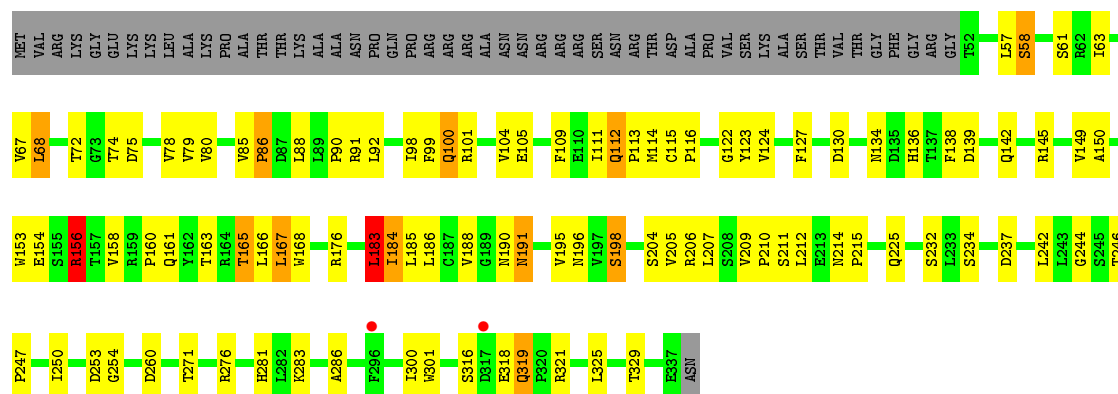 MET VAL ARG LYS GLY GLU LYS LYS LEU ALA LYS PRO PRO ALA THR THR LYS ALA ALA ASN PRO GLN PRO ARG ARG ARG ALA ASN ASN ARG ARG ARG SER ASN ARG THR ASP ALA PRO VAL SER LYS ALA SER THR VAL THR GLY PHE GLY ARG GLY T52 L57 S58 S61 R62 I63
V67 L68 T72 G73 T74 D75 V78 V79 V80 V85 P86 D87 L88 L89 P90 R91 L92 I98 F99 Q100 R101 V104 E105 F109 E110 I111 Q112 P113 M114 C115 P116 G122 Y123 V124 F127 D130 N134 D135 H136 T137 F138 D139 Q142 R145 V149 A150
W153 E154 S155 R156 T157 V158 R159 P160 Q161 Y162 T163 R164 T165 L166 L167 W168 R176 L183 I184 L185 L186 C187 V188 G189 N190 N191 V195 N196 V197 S198 S204 V205 R206 L207 S208 V209 P210 S211 L212 E213 N214 P215 Q225 S232 L233 S234 D237 L242 L243 G244 S245 T246
P247 I250 D253 G254 D260 T271 R276 H281 L282 K283 A286 F296 I300 W301 S316 D317 E318 Q319 P320 R321 L325 T329 E337 ASN